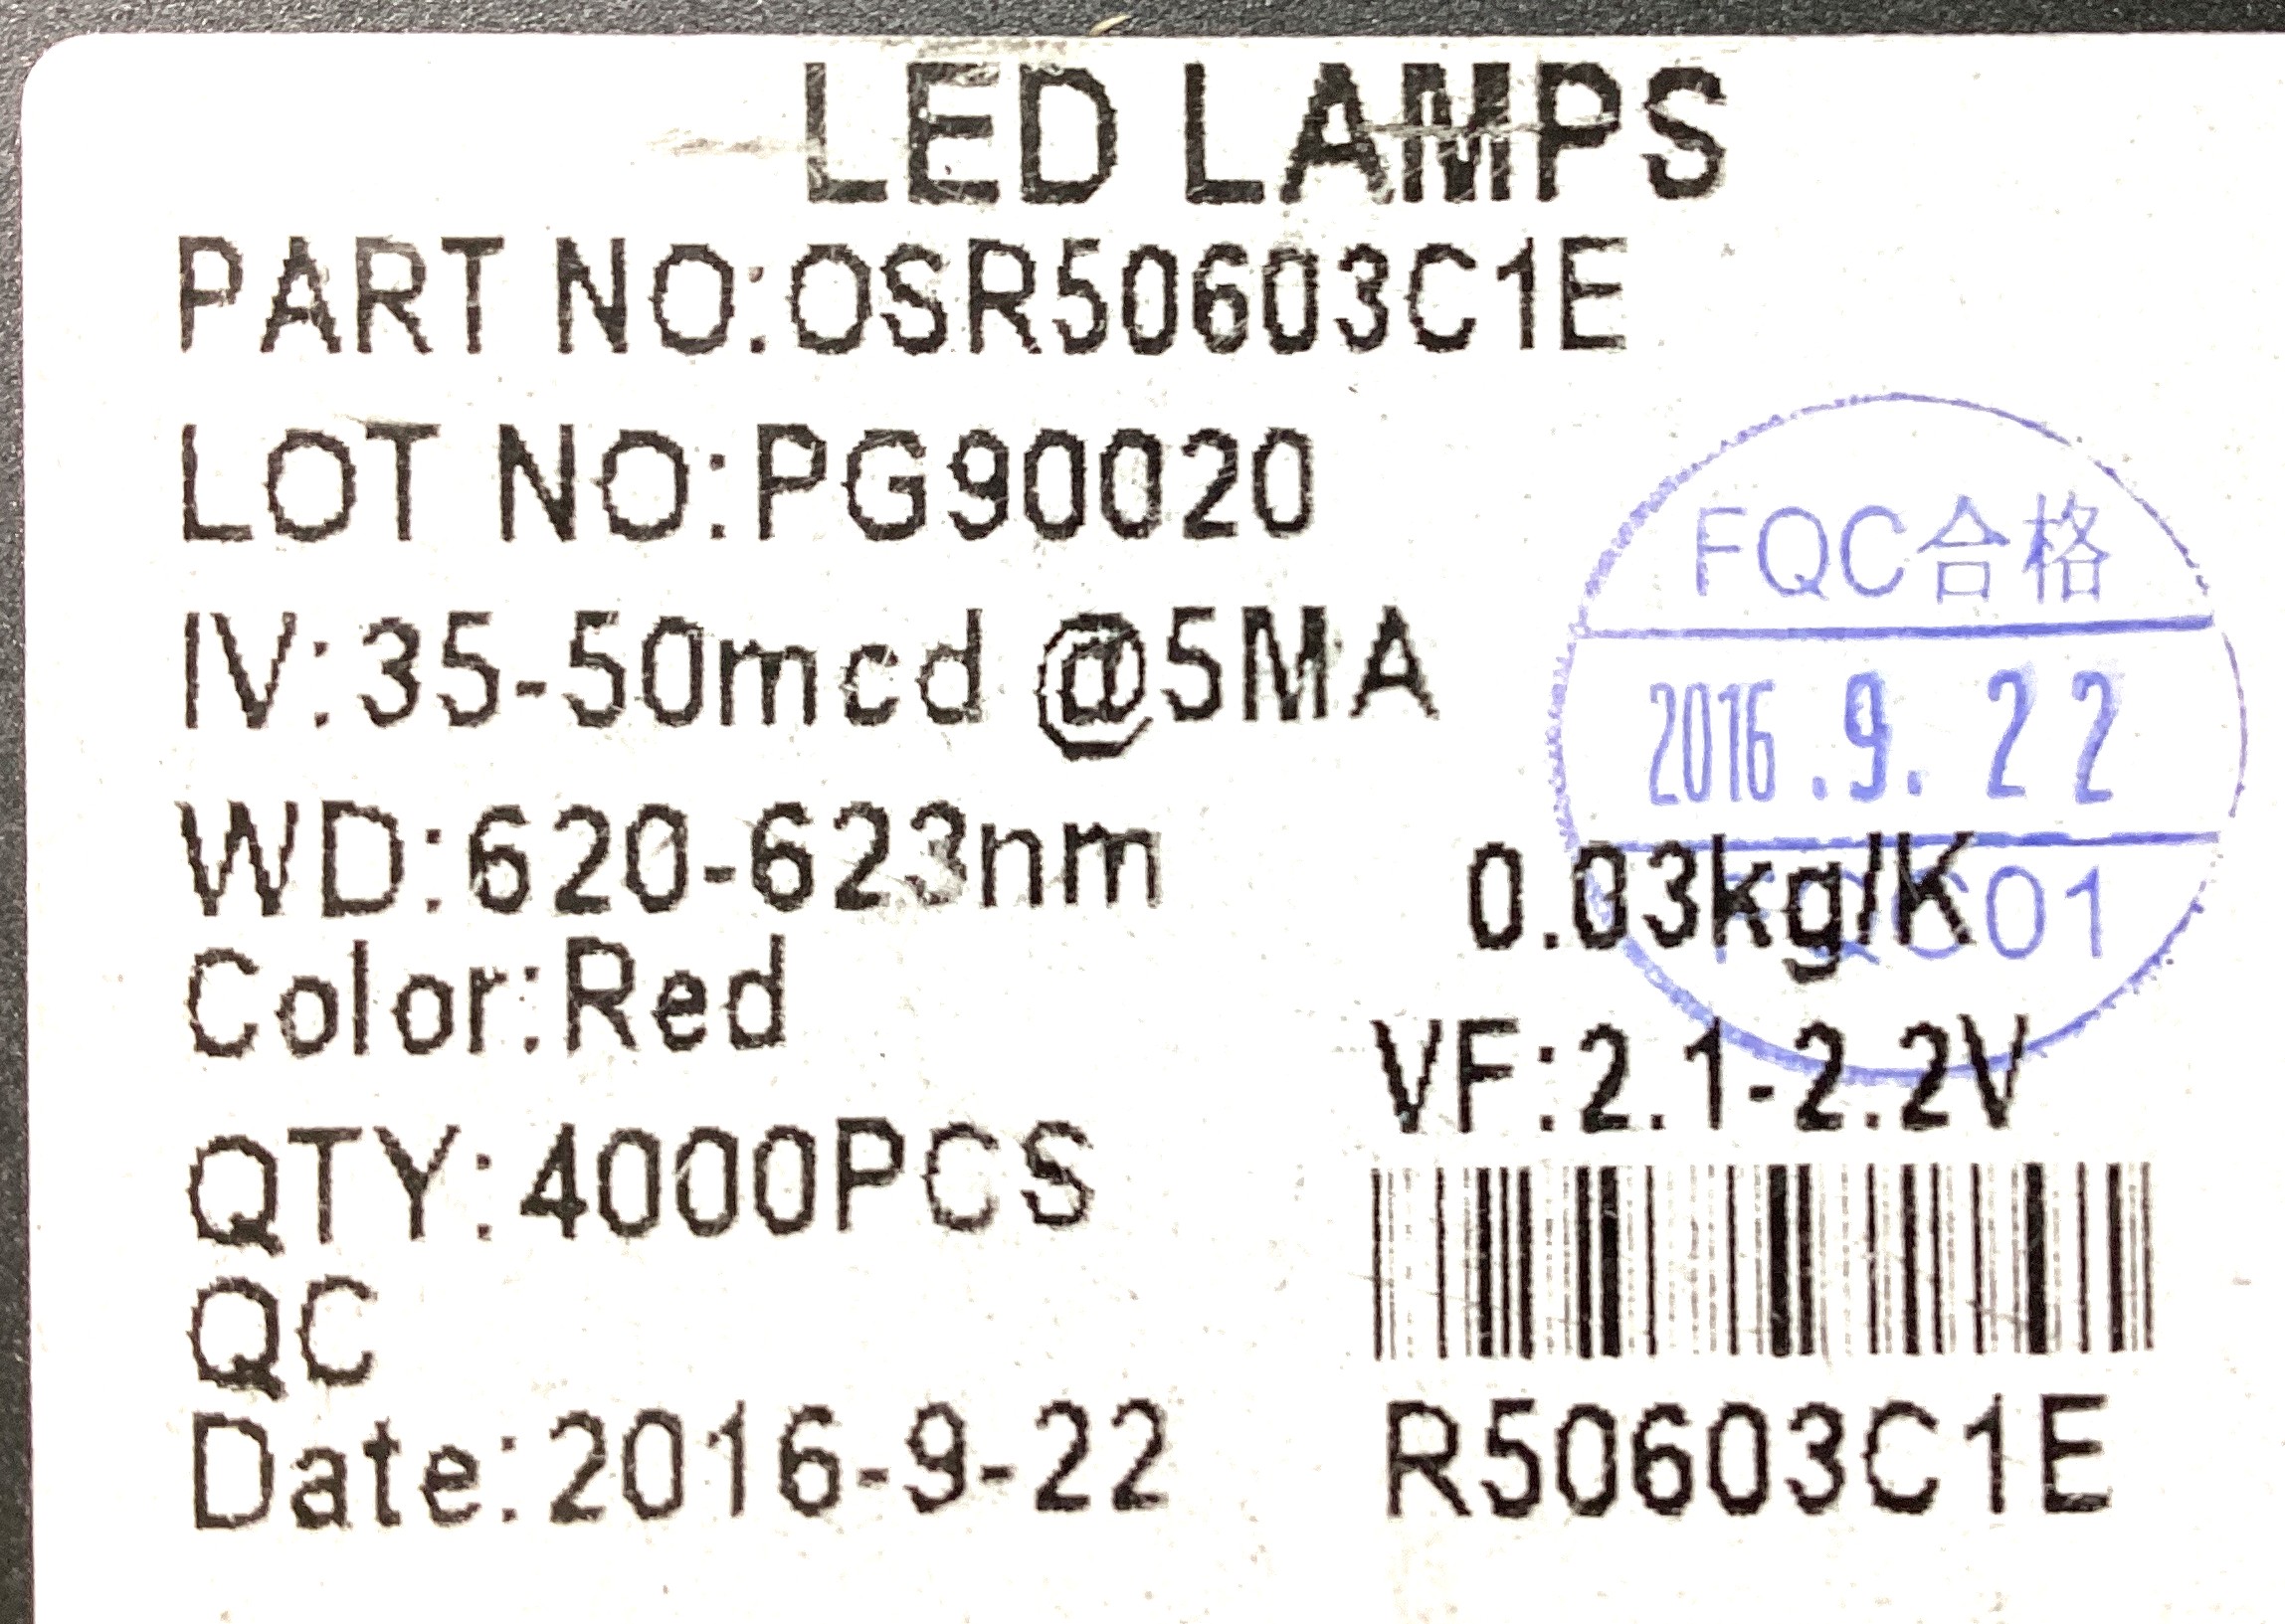 LED LAMPS
PART NO:OSR50603C1E
LOT NO:PG90020
IV:35-50mcd @5MA
WD:620-623nm
Color:Red
QTY:4000PCS
QC
Date:2016-9-22
FQC合格
2016.9.22
FQC01
0.03kg/K
VF:2.1-2.2V
R50603C1E